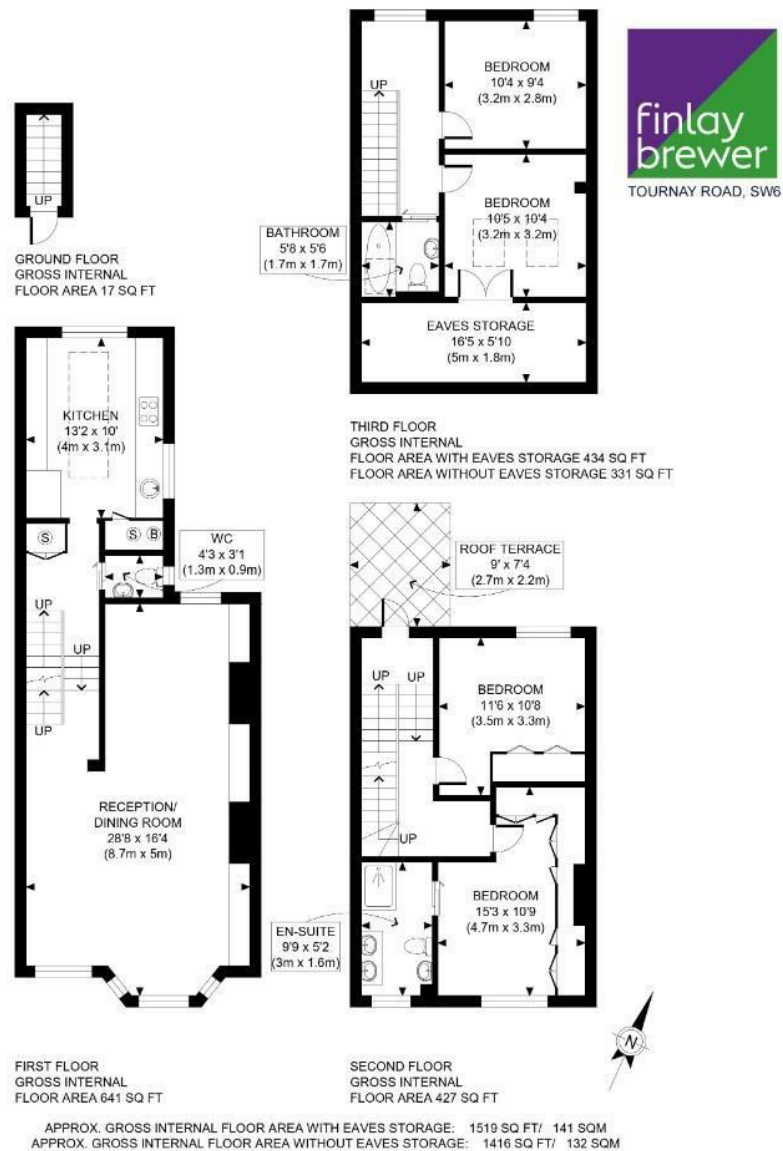 finlay
brewer
TOURNAY ROAD, SW6
UP
GROUND FLOOR
GROSS INTERNAL
FLOOR AREA 17 SQ FT
UP
BEDROOM
10'4 x 9'4
(3.2m x 2.8m)
BEDROOM
10'5 x 10'4
(3.2m x 3.2m)
BATHROOM
5'8 x 5'6
(1.7m x 1.7m)
EAVES STORAGE
16'5 x 5'10
(5m x 1.8m)
THIRD FLOOR
GROSS INTERNAL
FLOOR AREA WITH EAVES STORAGE 434 SQ FT
FLOOR AREA WITHOUT EAVES STORAGE 331 SQ FT
KITCHEN
13'2 x 10'
(4m x 3.1m)
S
S B
WC
4'3 x 3'1
(1.3m x 0.9m)
UP
UP
UP
RECEPTION/
DINING ROOM
28'8 x 16'4
(8.7m x 5m)
FIRST FLOOR
GROSS INTERNAL
FLOOR AREA 641 SQ FT
ROOF TERRACE
9' x 7'4
(2.7m x 2.2m)
UP UP
BEDROOM
11'6 x 10'8
(3.5m x 3.3m)
UP
BEDROOM
15'3 x 10'9
(4.7m x 3.3m)
EN-SUITE
9'9 x 5'2
(3m x 1.6m)
N
SECOND FLOOR
GROSS INTERNAL
FLOOR AREA 427 SQ FT
APPROX. GROSS INTERNAL FLOOR AREA WITH EAVES STORAGE: 1519 SQ FT/ 141 SQM
APPROX. GROSS INTERNAL FLOOR AREA WITHOUT EAVES STORAGE: 1416 SQ FT/ 132 SQM